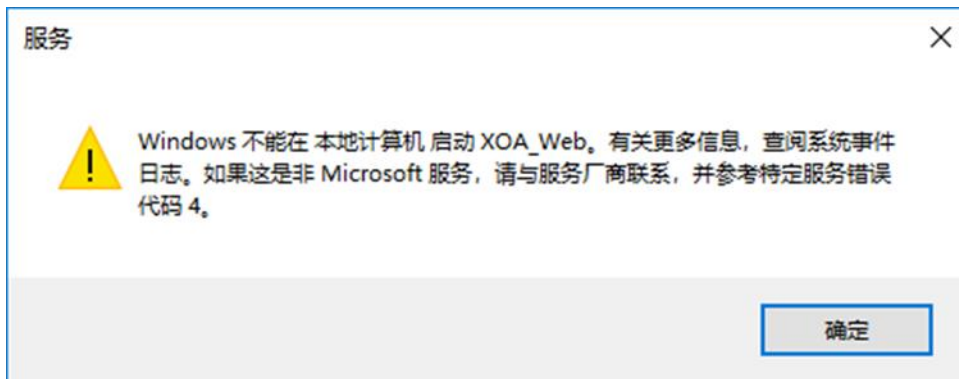 服务
Windows 不能在 本地计算机 启动 XOA_Web。有关更多信息，查阅系统事件
日志。如果这是非 Microsoft 服务，请与服务厂商联系，并参考特定服务错误
代码 4。
确定